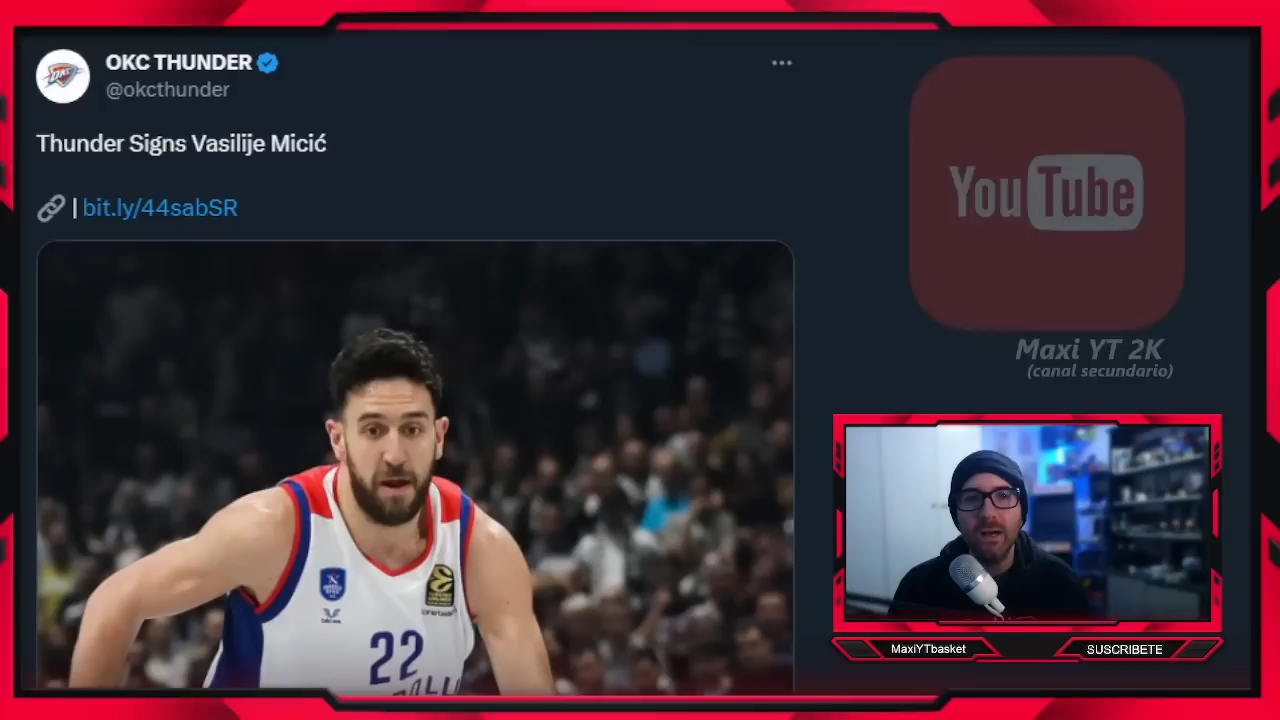 OKC THUNDER
@okcthunder
Thunder Signs Vasilije Micić
| bit.ly/44sabSR
YouTube
Maxi YT 2K
(canal secundario)
22
MaxiYTbasket
SUSCRIBETE